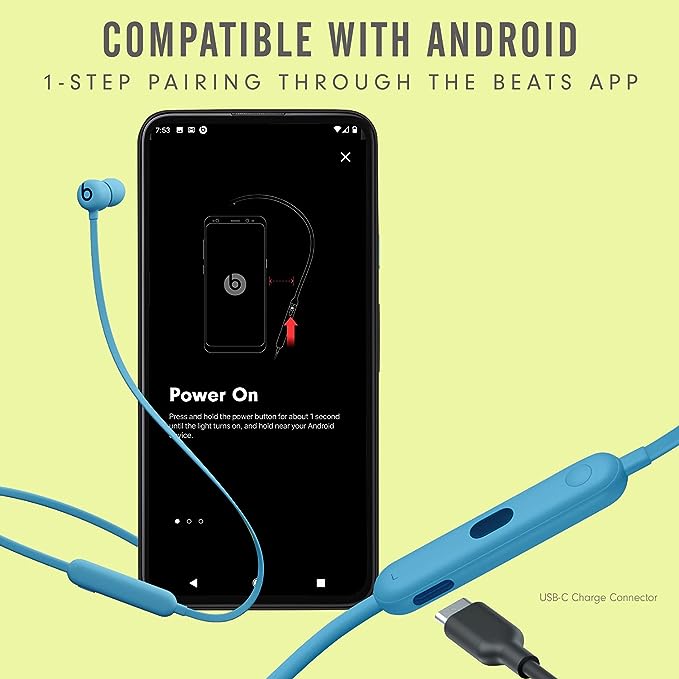 COMPATIBLE WITH ANDROID
1-STEP PAIRING THROUGH THE BEATS APP
7:53
Power On
Press and hold the power button for about 1 second
until the light turns on, and hold near your Android
USB-C Charge Connector